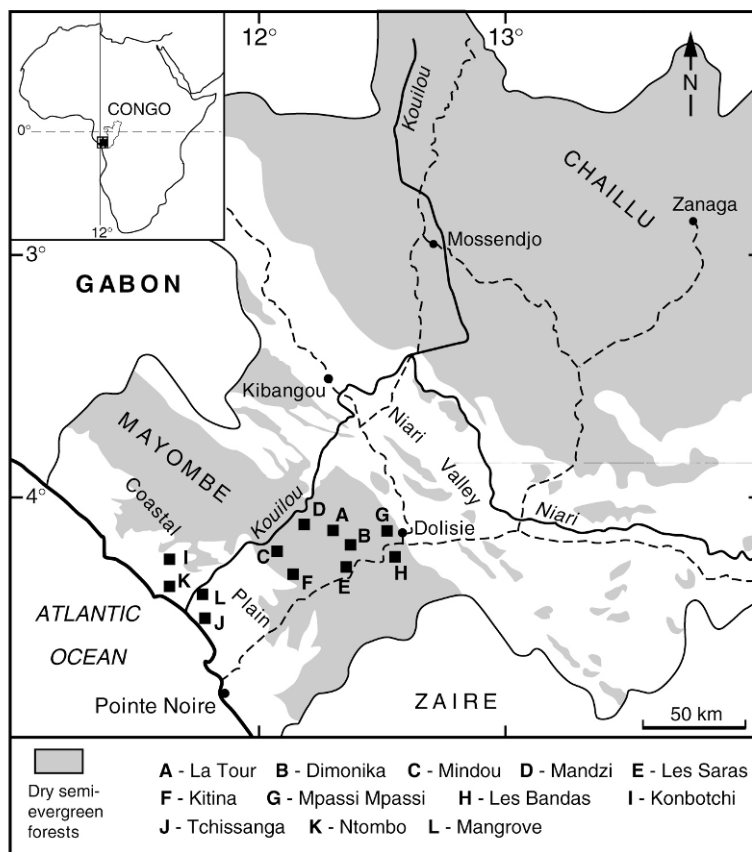 12°
13°
CONGO
0°
12°
N
Kouilou
CHAILLU
Zanaga
Mossendjo
3°
GABON
Kibangou
Niari
Valley
MAYOMBE
Coastal
Kouilou
4°
Niari
D
A
G
B
Dolisie
C
F
E
H
I
K
L
J
Plain
ATLANTIC
OCEAN
Pointe Noire
ZAIRE
50 km
Dry semi-
evergreen
forests
A - La Tour B - Dimonika C - Mindou D - Mandzi E - Les Saras
F - Kitina G - Mpassi Mpassi H - Les Bandas I - Konbotchi
J - Tchissanga K - Ntombo L - Mangrove